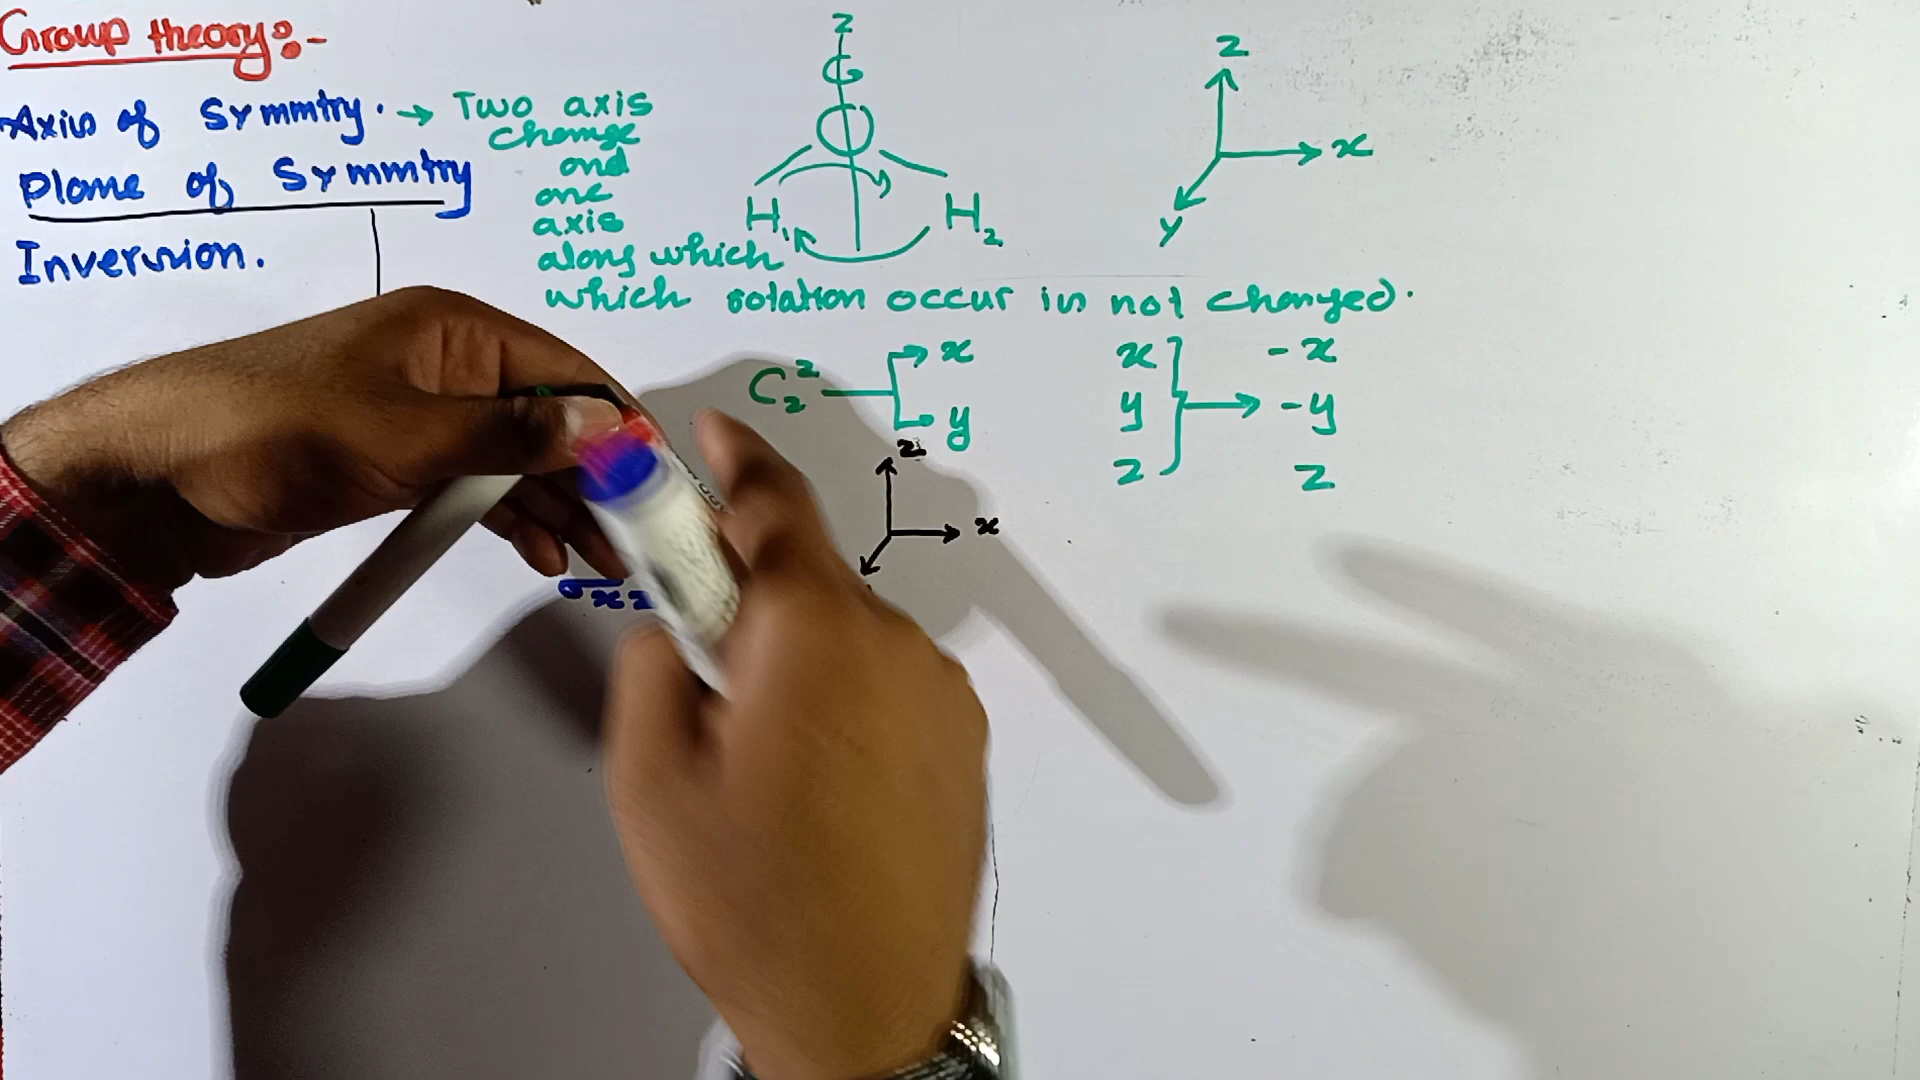 Group theory:-
Axis of Symmtry. → Two axis
change
and
one
axis
along which
which rotation occur is not changed.
Plane of Symmtry
Inversion.
Z
O
H1 H2
Z
x
y
C2^z x
y
x - x
y → - y
z z
z
x
σxz